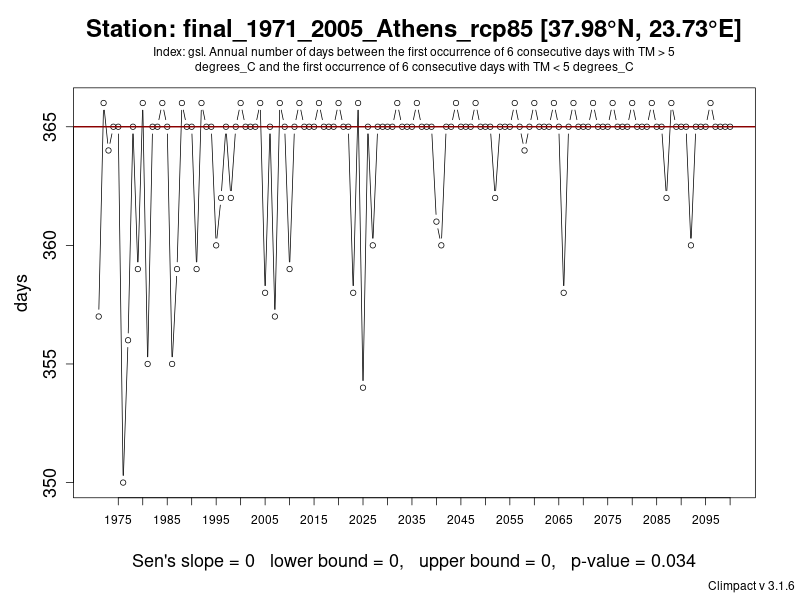 Station: final_1971_2005_Athens_rcp85 [37.98°N, 23.73°E]
Index: gsl. Annual number of days between the first occurrence of 6 consecutive days with TM > 5
degrees_C and the first occurrence of 6 consecutive days with TM < 5 degrees_C
365
360
355
350
days
1975 1985 1995 2005 2015 2025 2035 2045 2055 2065 2075 2085 2095
Sen's slope = 0 lower bound = 0, upper bound = 0, p-value = 0.034
Climpact v 3.1.6